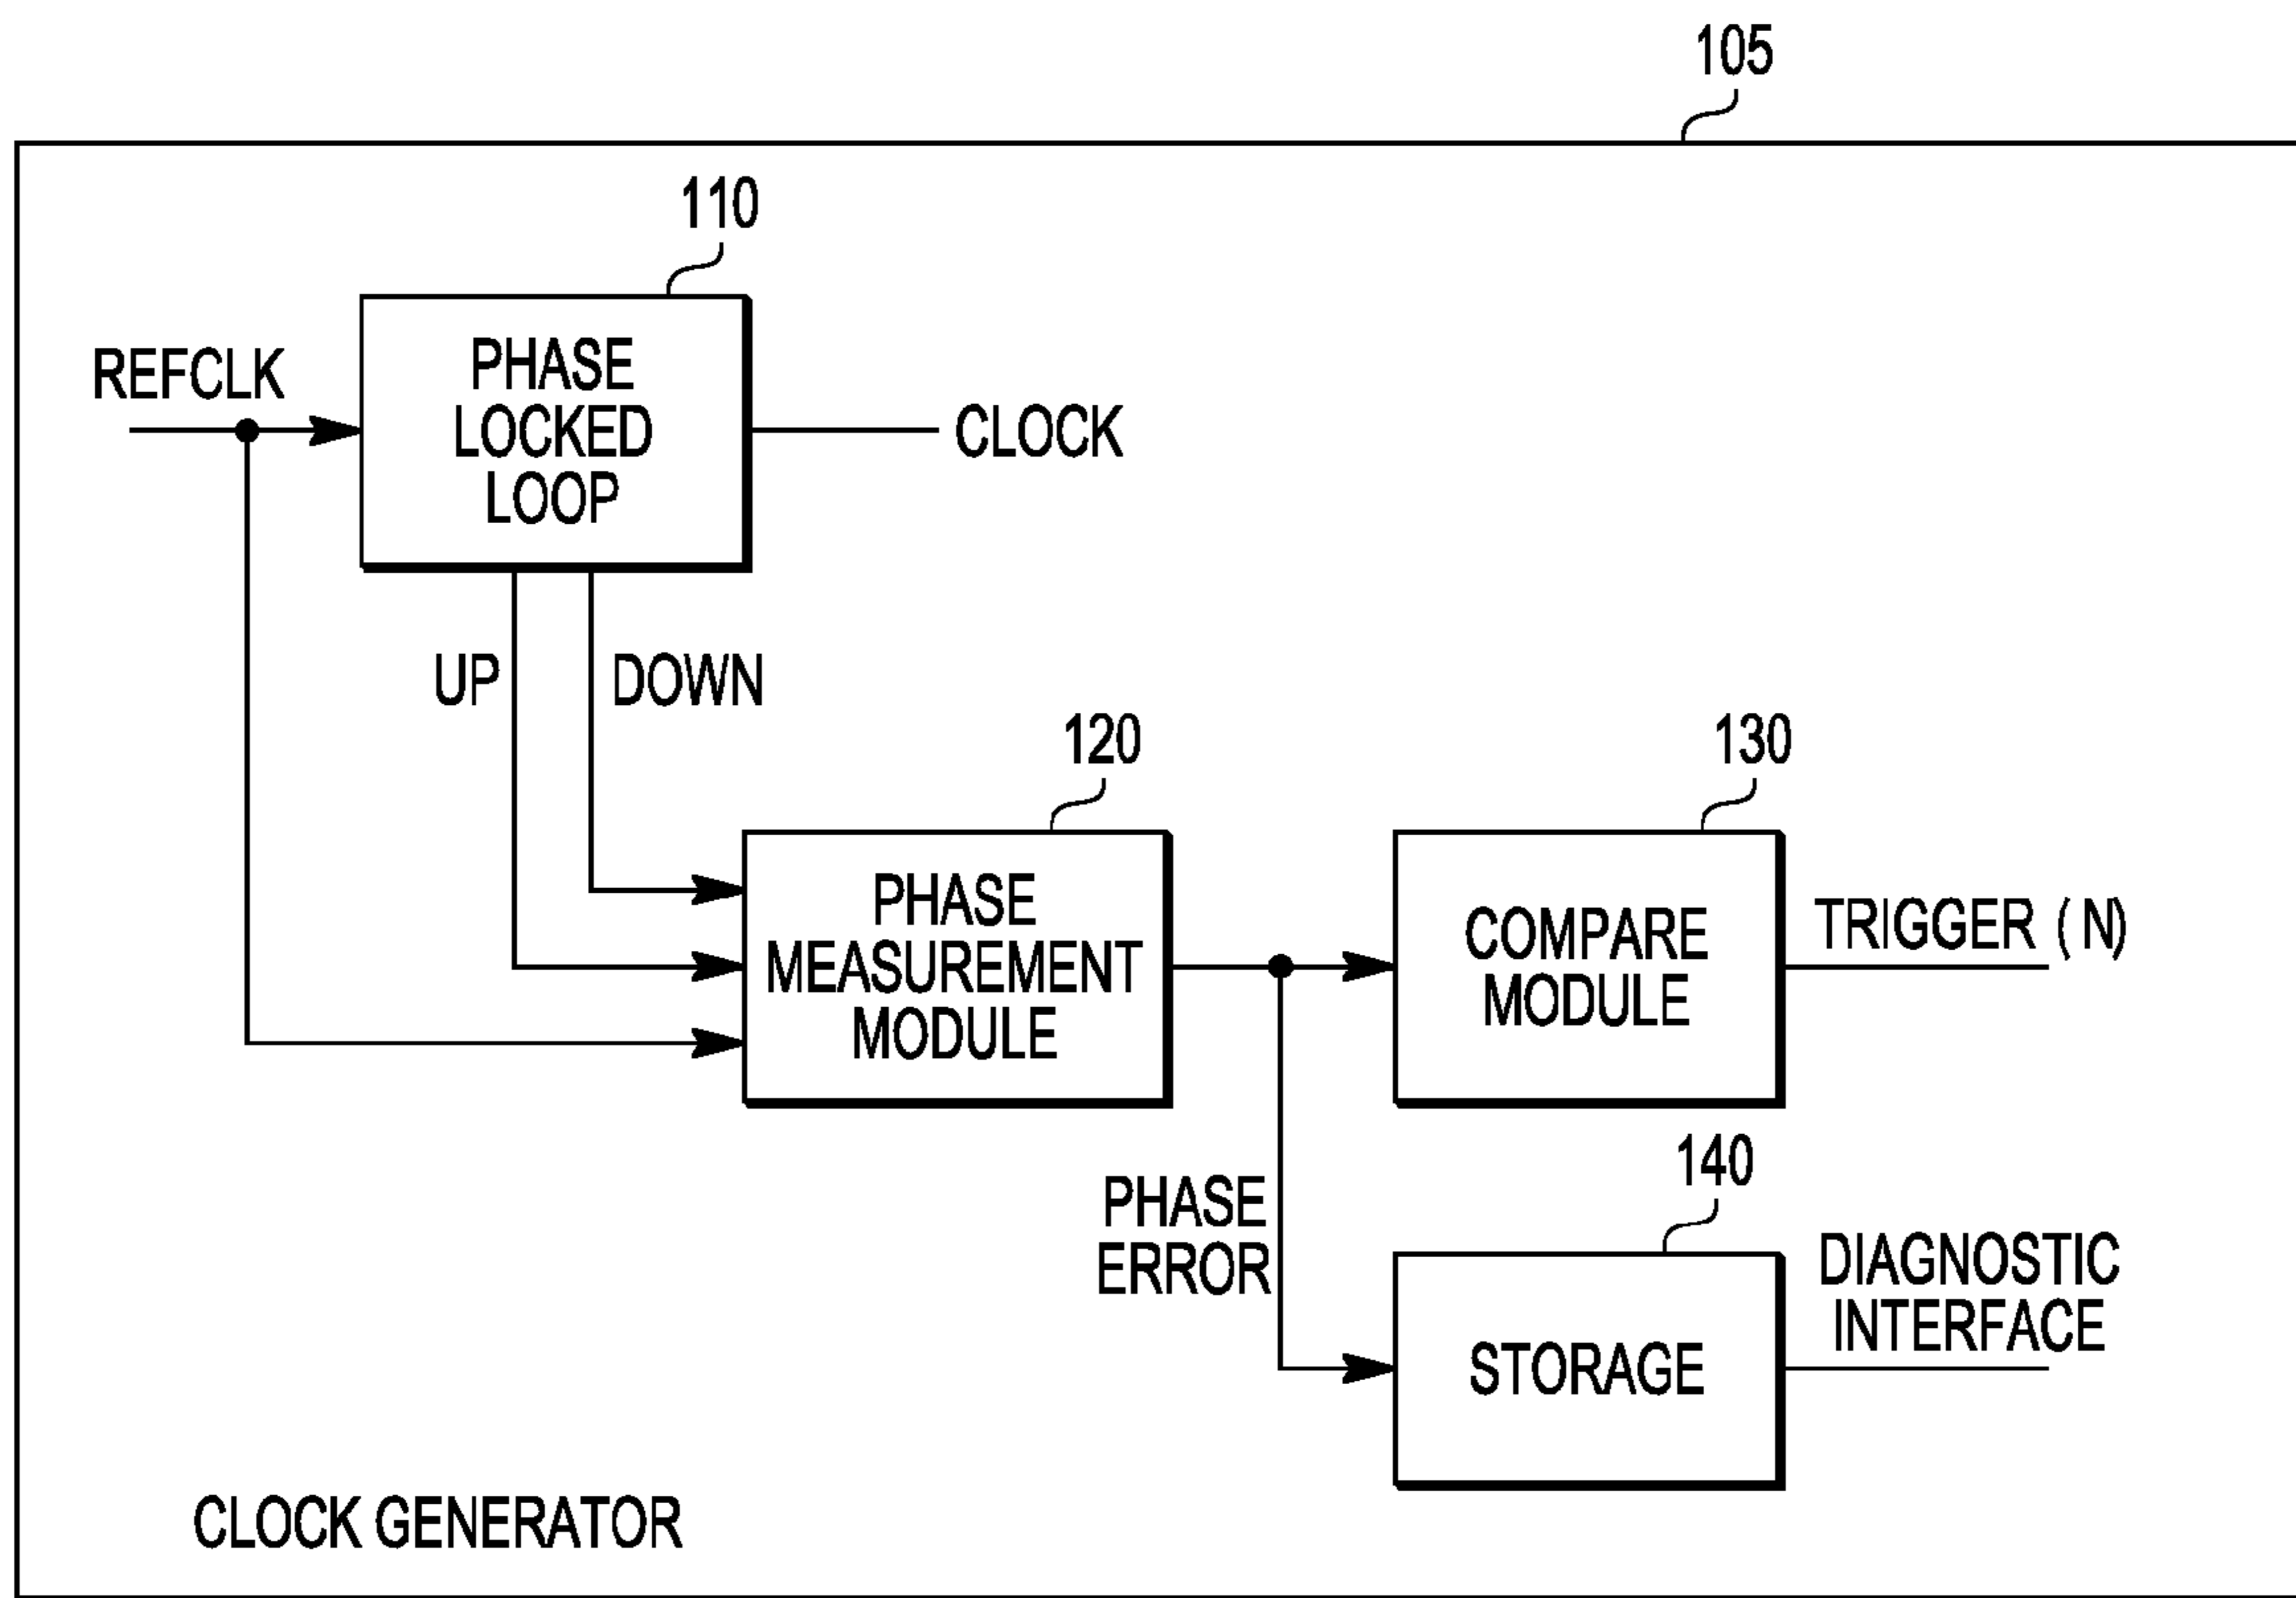 105
110
REFCLK
PHASE
LOCKED
LOOP
CLOCK
UP
DOWN
120
130
PHASE
MEASUREMENT
MODULE
COMPARE
MODULE
TRIGGER (N)
140
PHASE
ERROR
STORAGE
DIAGNOSTIC
INTERFACE
CLOCK GENERATOR